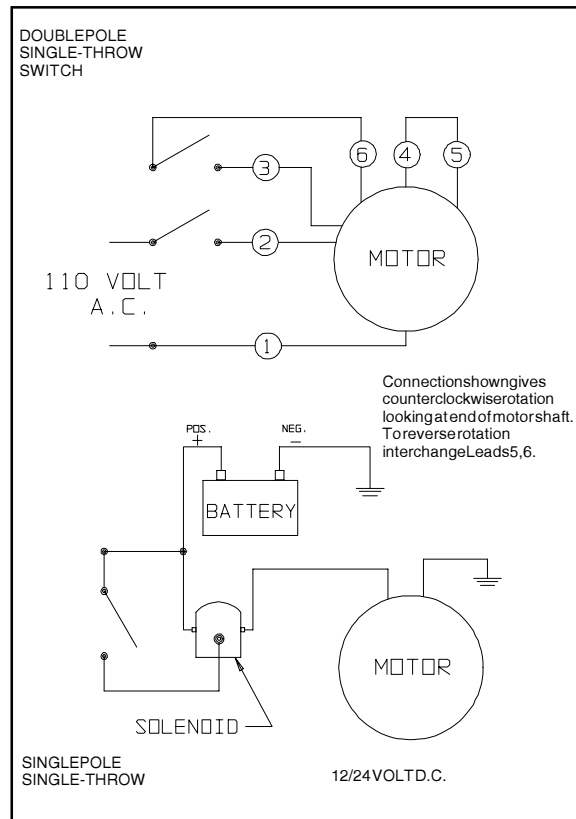 DOUBLEPOLE
SINGLE-THROW
SWITCH
6
4
5
3
2
MOTOR
110 VOLT
A.C.
1
Connectionshowngives
counterclockwiserotation
lookingatendofmotorshaft.
Toreverserotation
interchangeLeads5,6.
POS.
+
NEG.
–
BATTERY
MOTOR
SOLENOID
SINGLEPOLE
SINGLE-THROW
12/24VOLTD.C.